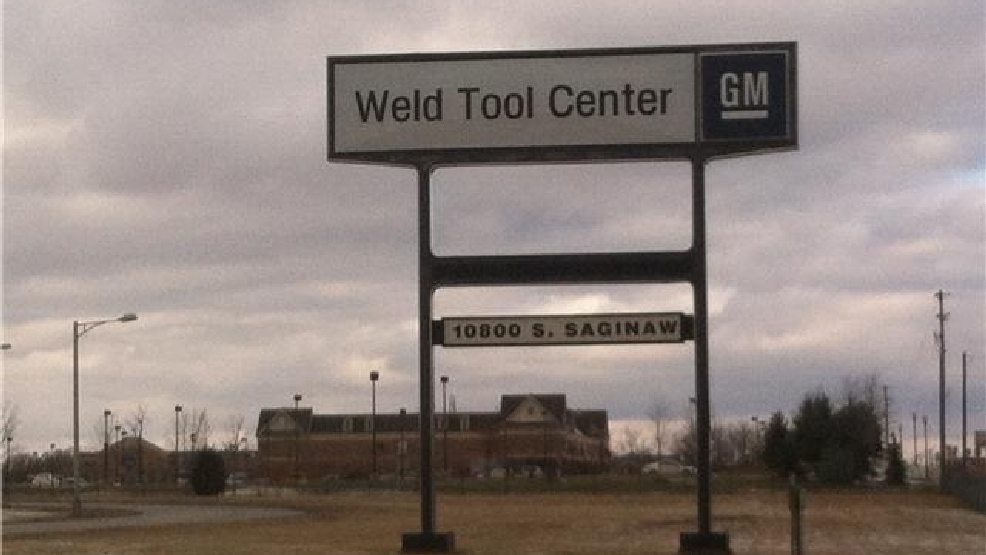 Weld Tool Center GM
10800 S. SAGINAW